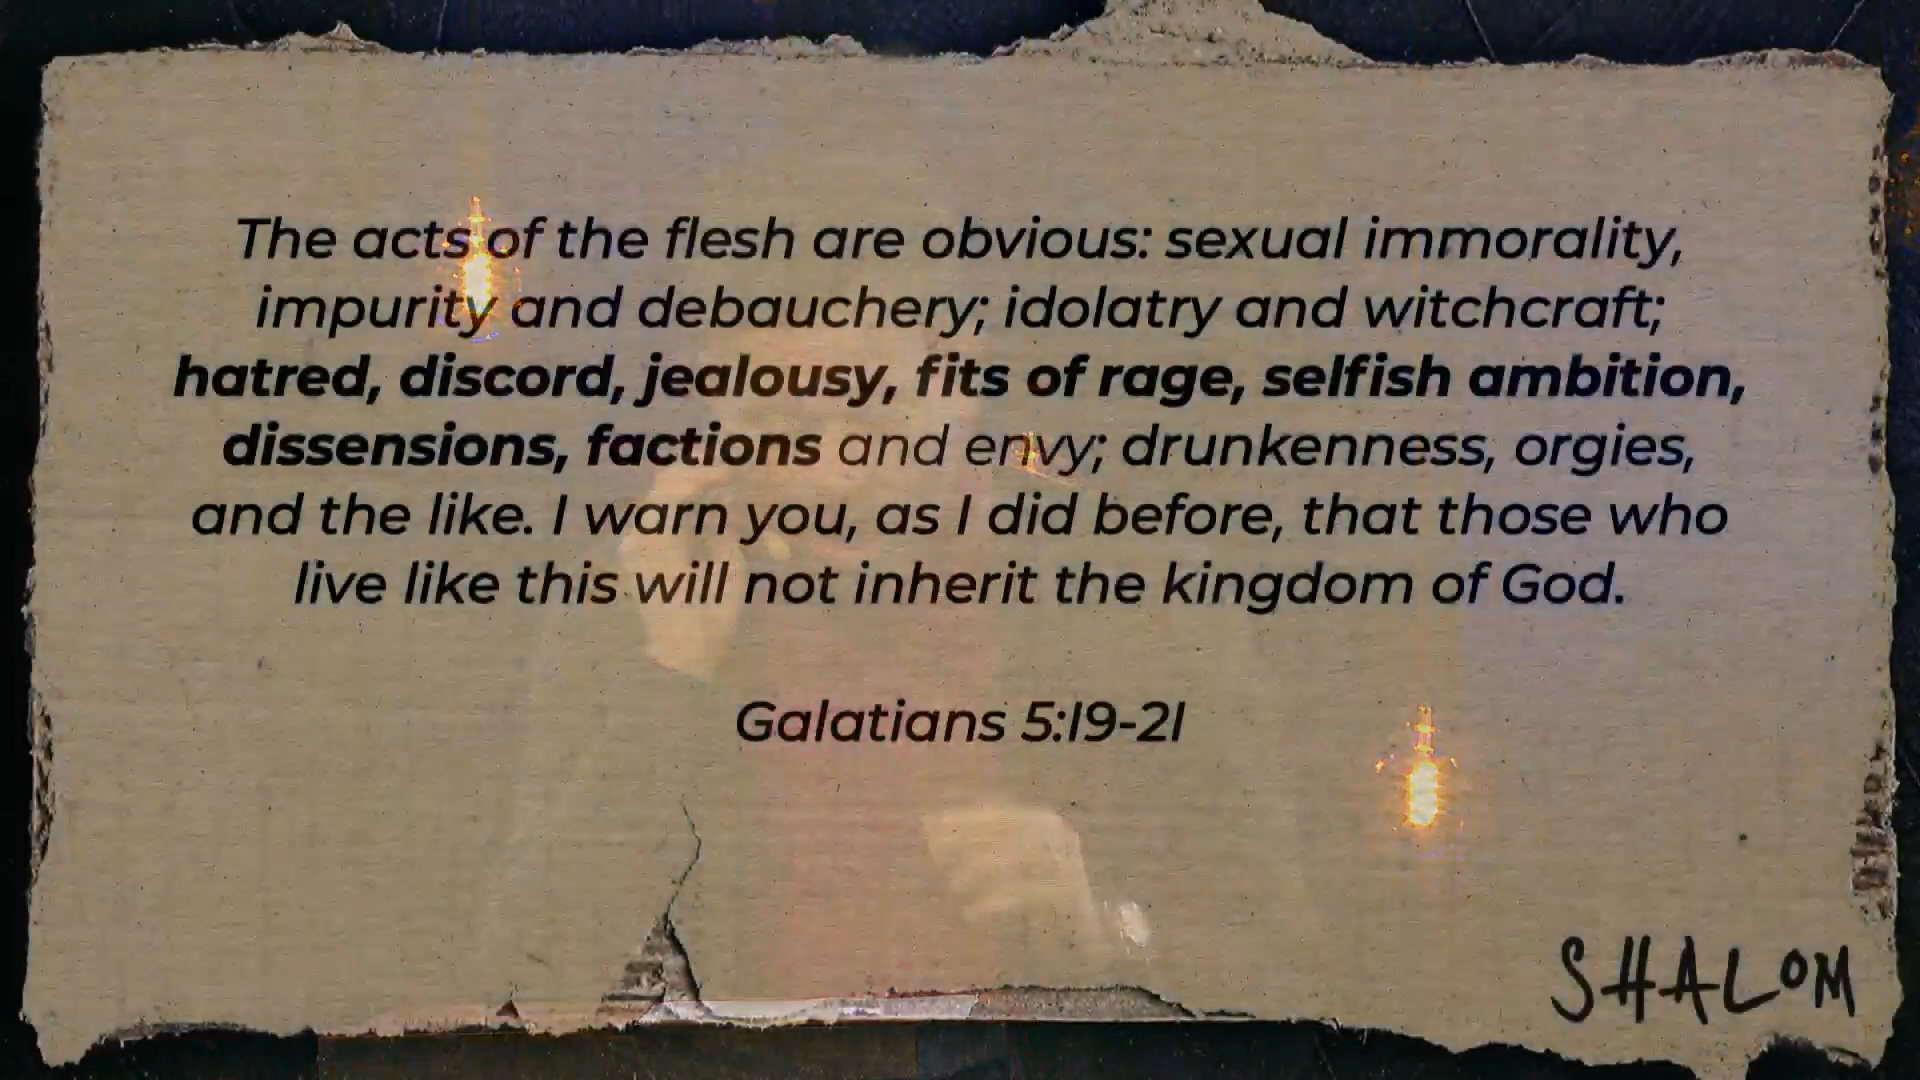 The acts of the flesh are obvious: sexual immorality,
impurity and debauchery; idolatry and witchcraft;
hatred, discord, jealousy, fits of rage, selfish ambition,
dissensions, factions and envy; drunkenness, orgies,
and the like. I warn you, as I did before, that those who
live like this will not inherit the kingdom of God.
Galatians 5:19-21
SHALOM